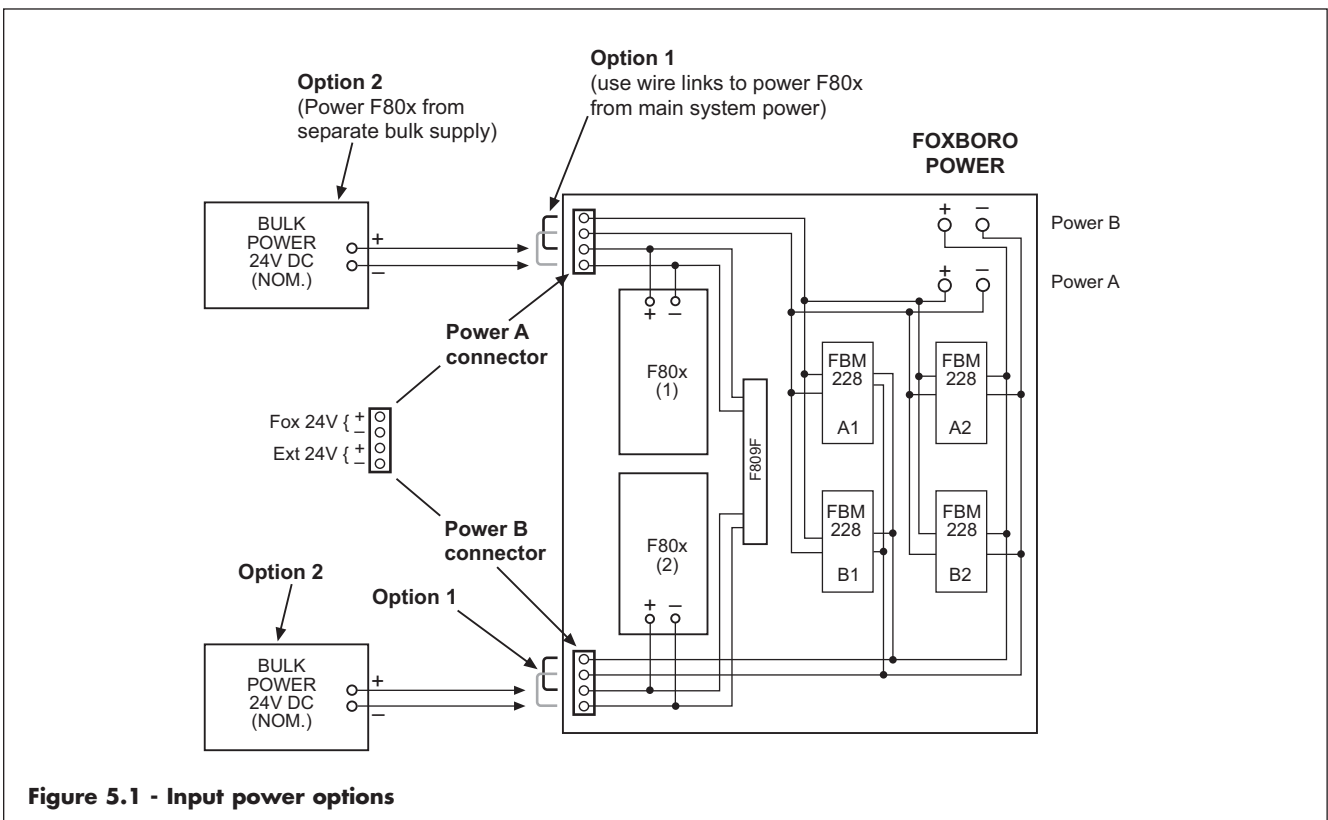 Option 1
(use wire links to power F80x
from main system power)
Option 2
(Power F80x from
separate bulk supply)
FOXBORO
POWER
BULK
POWER
24V DC
(NOM.)
+
–
+
–
Power B
+
–
Power A
Power A
connector
+
–
F80x
(1)
F809F
FBM
228
A1
FBM
228
A2
Fox 24V { +
–
Ext 24V { +
–
Power B
connector
F80x
(2)
+
–
FBM
228
B1
FBM
228
B2
Option 2
Option 1
BULK
POWER
24V DC
(NOM.)
+
–
Figure 5.1 - Input power options